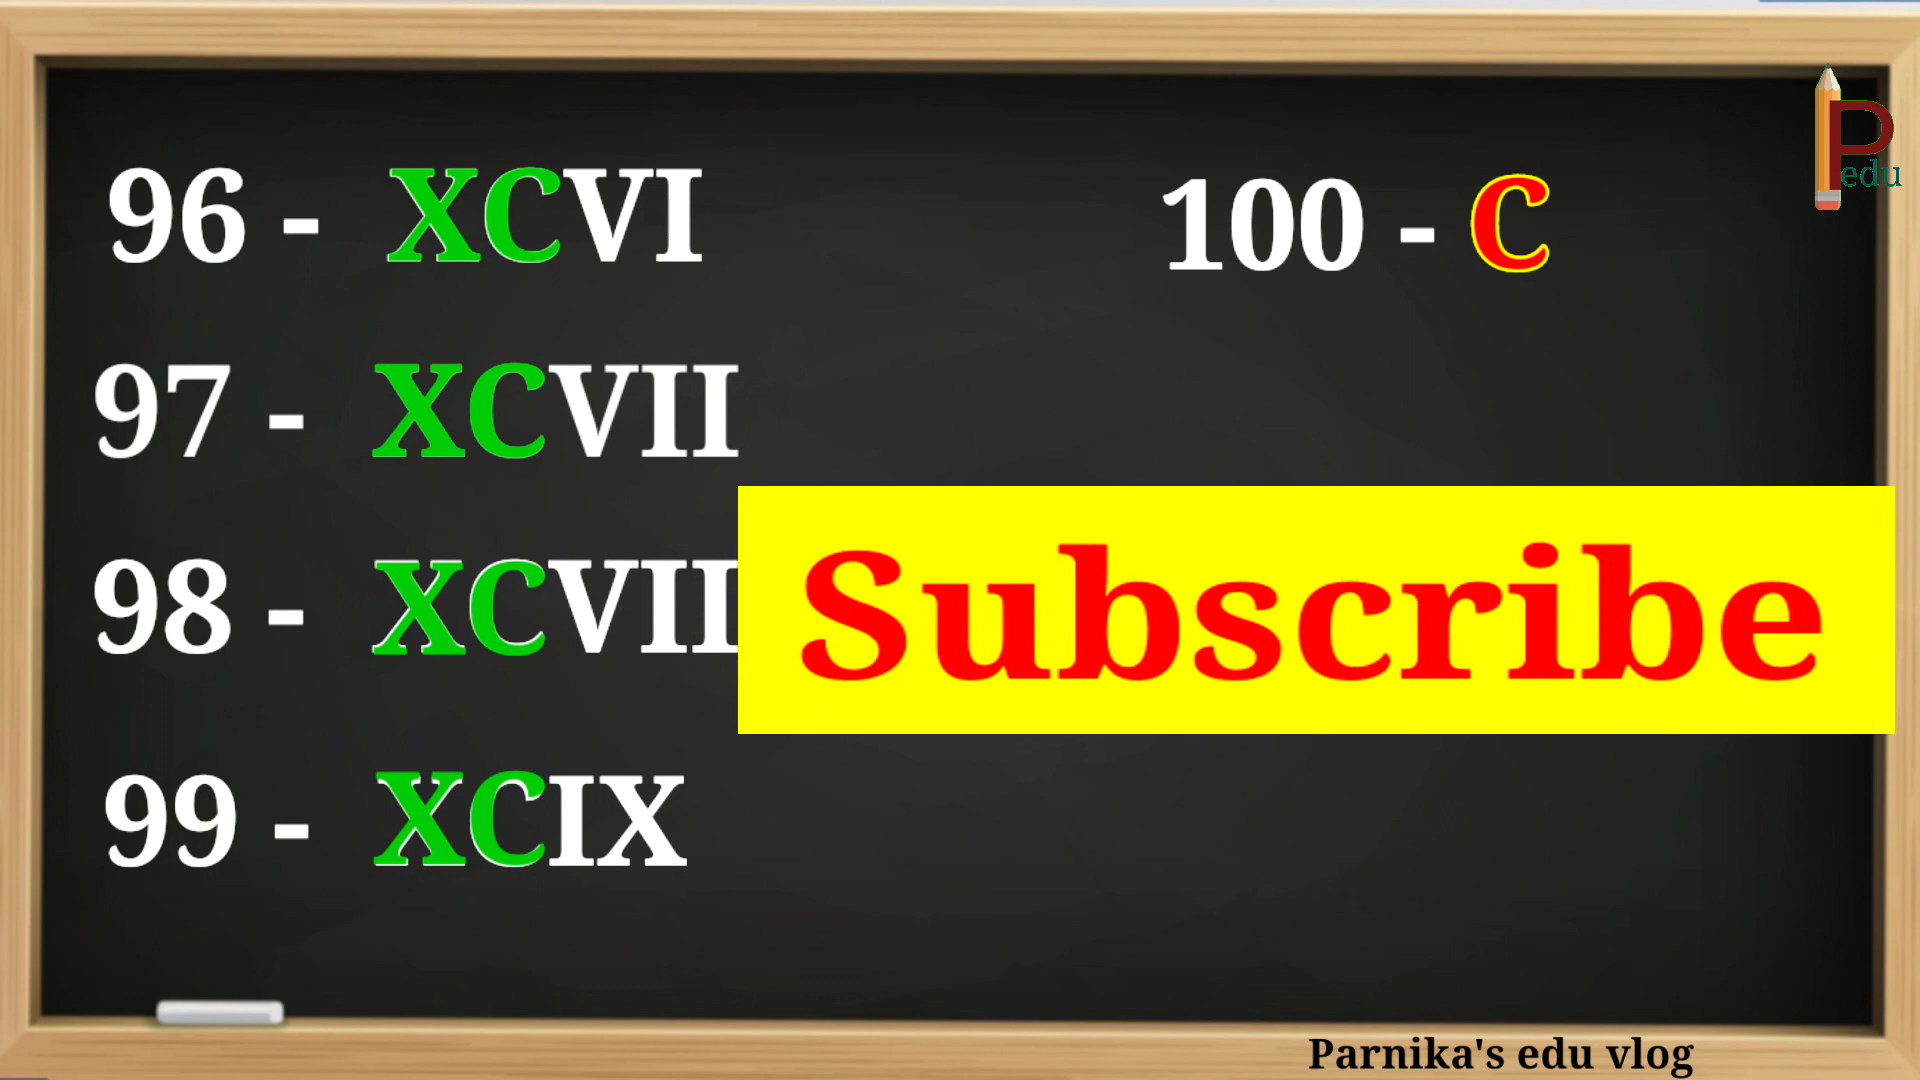 96 - XCVI
97 - XCVII
98 - XCVII
99 - XCIX
100 - C
Subscribe
P
edu
Parnika's edu vlog